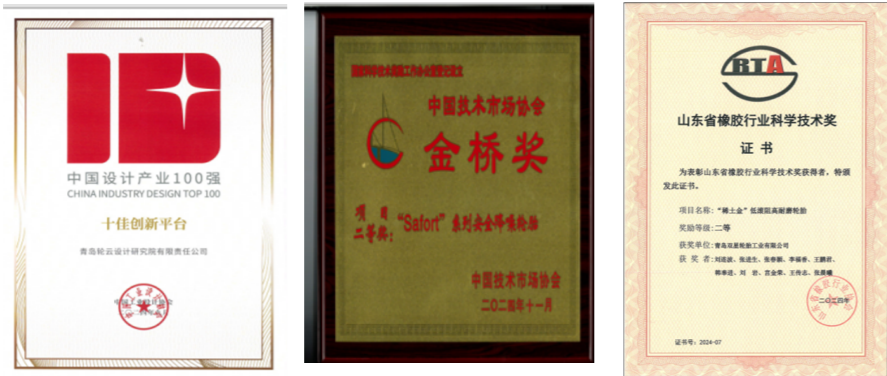 中国设计产业100强
CHINA INDUSTRY DESIGN TOP 100
十佳创新平台
青岛轮云设计研究院有限责任公司
中国技术市场协会
金桥奖
项目
二等奖：“Safort”系列安全降噪轮胎
中国技术市场协会
二〇二四年十一月
RTA
山东省橡胶行业科学技术奖
证书
为表彰山东省橡胶行业科学技术奖获得者，特颁
发此证书。
项目名称：“稀土金”低滚阻高耐磨轮胎
奖励等级：二等
获奖单位：青岛双星轮胎工业有限公司
二〇二四年
证书号：2024-07